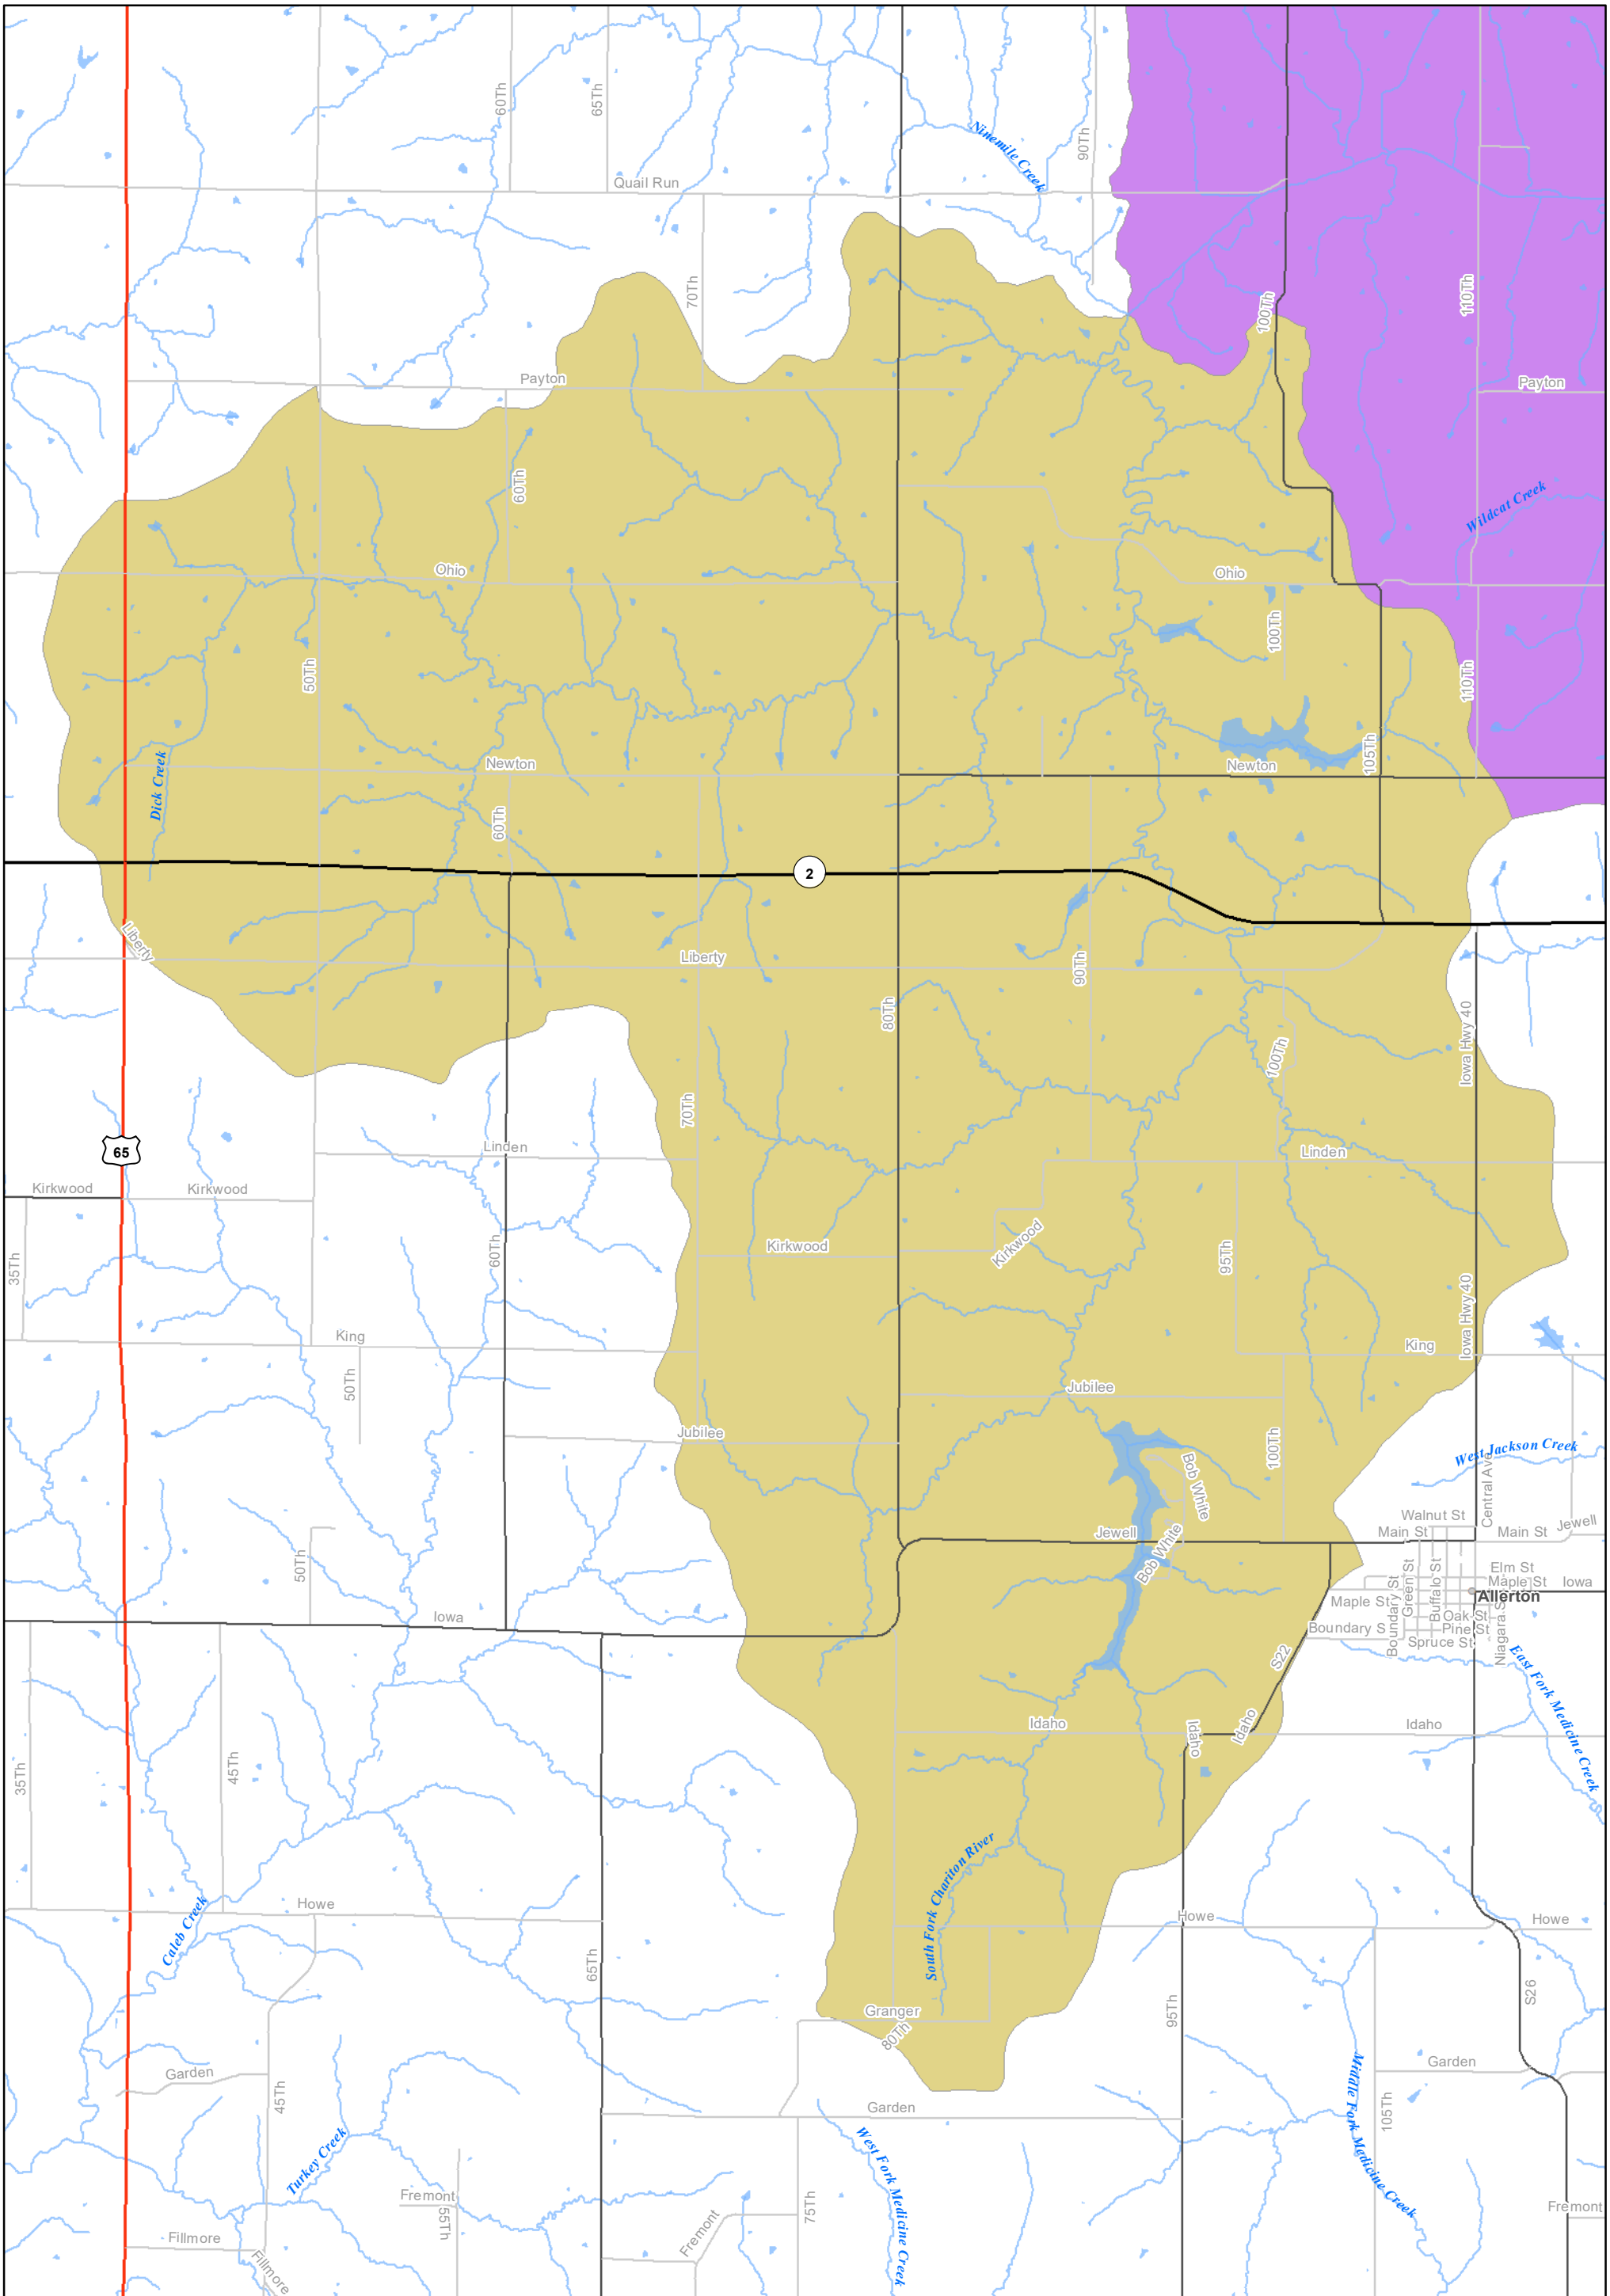 60Th
65Th
90Th
Ninemile Creek
Quail Run
70Th
100Th
110Th
Payton
Payton
60Th
Wildcat Creek
Ohio
Ohio
100Th
50Th
110Th
105Th
Dick Creek
Newton
Newton
60Th
2
Liberty
Liberty
90Th
80Th
Iowa Hwy 40
100Th
70Th
65
Linden
Linden
Kirkwood
Kirkwood
Kirkwood
Kirkwood
35Th
60Th
95Th
Iowa Hwy 40
King
King
50Th
Jubilee
Jubilee
100Th
West Jackson Creek
Bob White
Central Ave
Walnut St
Jewell
Main St
Main St
Jewell
Bob White
50Th
Elm St
Maple St
Iowa
Allerton
Maple St
Boundary St
Green St
Buffalo St
Niagara S
Oak St
Pine St
Boundary S
Spruce St
Iowa
S22
East Fork Medicine Creek
Idaho
Idaho
Idaho
Idaho
35Th
45Th
South Fork Chariton River
Caleb Creek
Howe
Howe
Howe
65Th
95Th
S26
Granger
80Th
Garden
Garden
45Th
Garden
105Th
Middle Fork Medicine Creek
Turkey Creek
West Fork Medicine Creek
Fremont
55Th
75Th
Fremont
Fremont
Fillmore
Fillmore